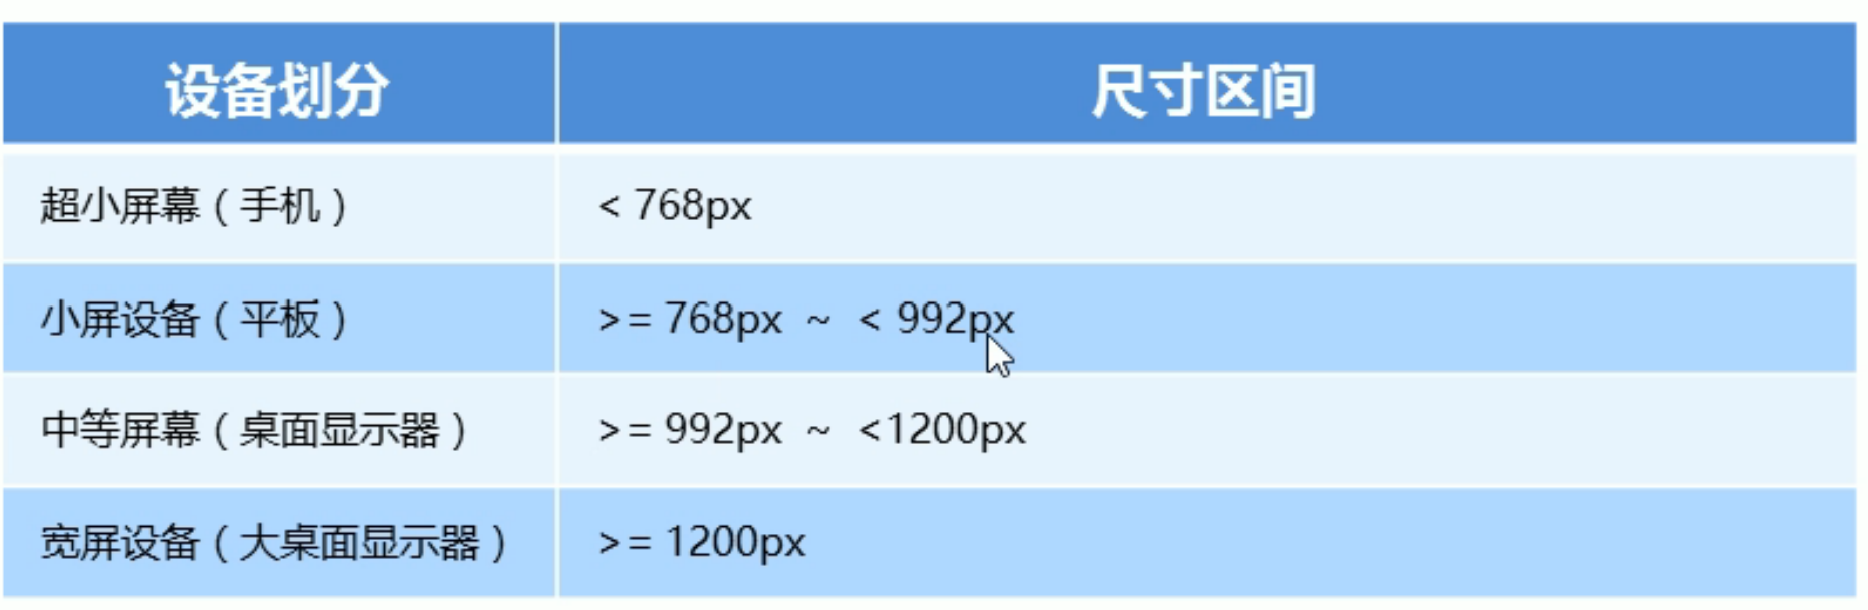 设备划分 尺寸区间
超小屏幕（手机） < 768px
小屏设备（平板） >= 768px ~ < 992px
中等屏幕（桌面显示器） >= 992px ~ <1200px
宽屏设备（大桌面显示器） >= 1200px